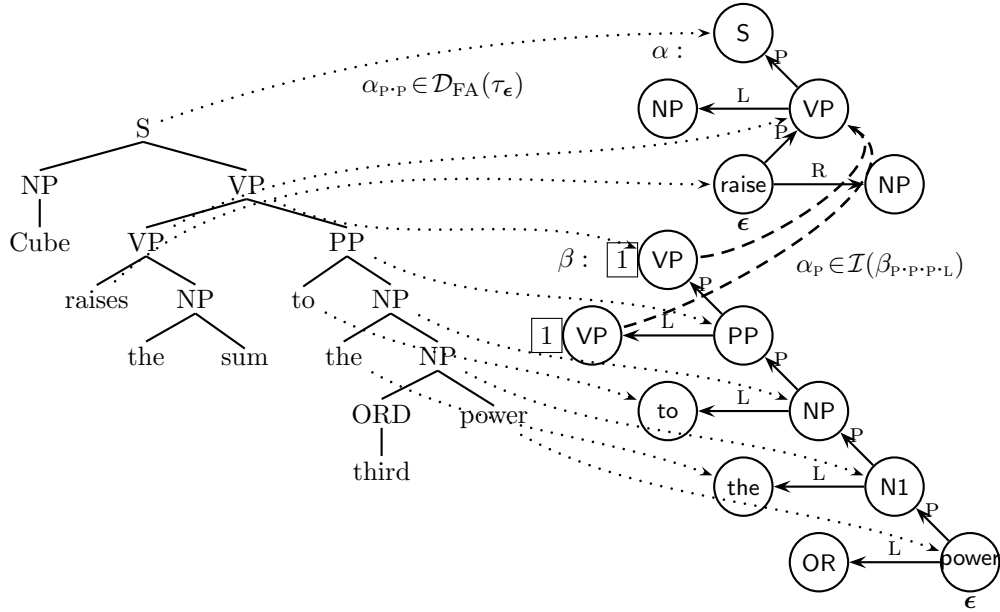 S
α :
P
α_{P·P} ∈ 𝒟_{FA}(τ_ϵ)
NP L VP
S
P
NP VP raise R NP
ϵ
Cube VP PP β : 1 VP α_P ∈ ℐ(β_{P·P·P·L})
P
raises NP to NP 1 VP L PP
P
the sum the NP
ORD power to L NP
P
third
the L N1
P
OR L power
ϵ